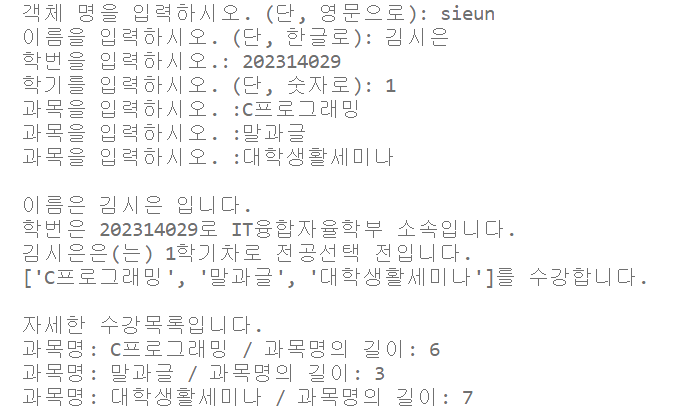 객체 명을 입력하시오. (단, 영문으로): sieun
이름을 입력하시오. (단, 한글로): 김시은
학번을 입력하시오.: 202314029
학기를 입력하시오. (단, 숫자로): 1
과목을 입력하시오. :C프로그래밍
과목을 입력하시오. :말과글
과목을 입력하시오. :대학생활세미나
이름은 김시은 입니다.
학번은 202314029로 IT융합자율학부 소속입니다.
김시은은(는) 1학기차로 전공선택 전입니다.
['C프로그래밍', '말과글', '대학생활세미나']를 수강합니다.
자세한 수강목록입니다.
과목명: C프로그래밍 / 과목명의 길이: 6
과목명: 말과글 / 과목명의 길이: 3
과목명: 대학생활세미나 / 과목명의 길이: 7